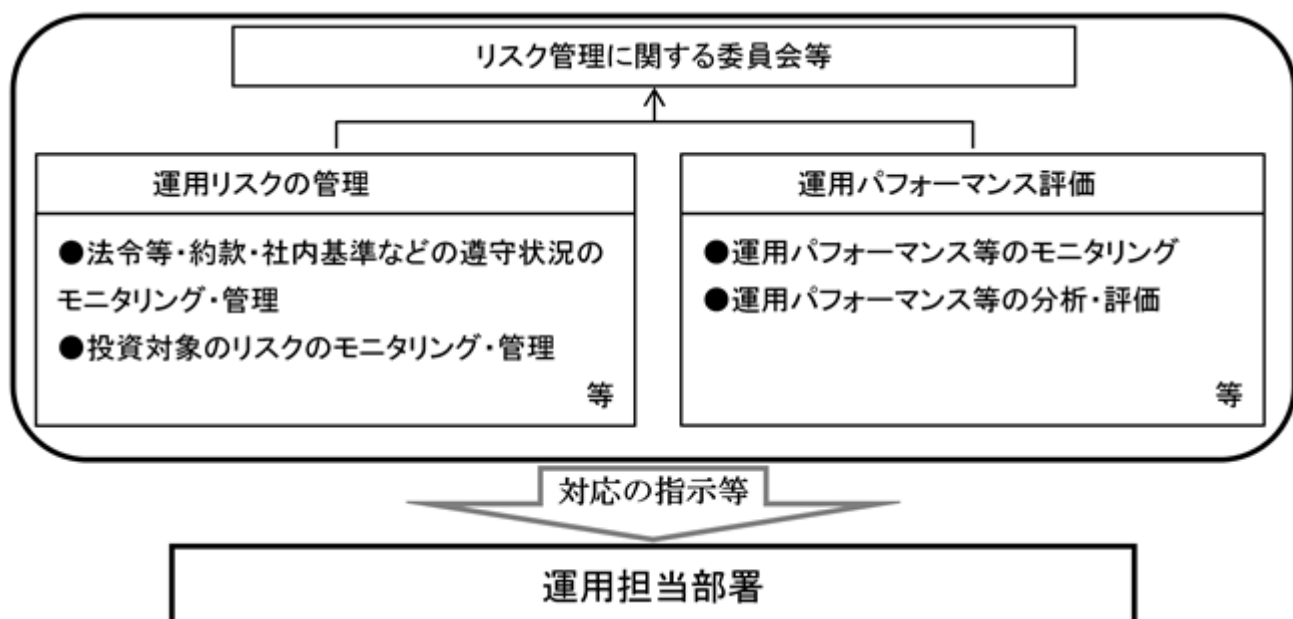 リスク管理に関する委員会等
運用リスクの管理
●法令等・約款・社内基準などの遵守状況の
モニタリング・管理
●投資対象のリスクのモニタリング・管理
等
運用パフォーマンス評価
●運用パフォーマンス等のモニタリング
●運用パフォーマンス等の分析・評価
等
対応の指示等
運用担当部署